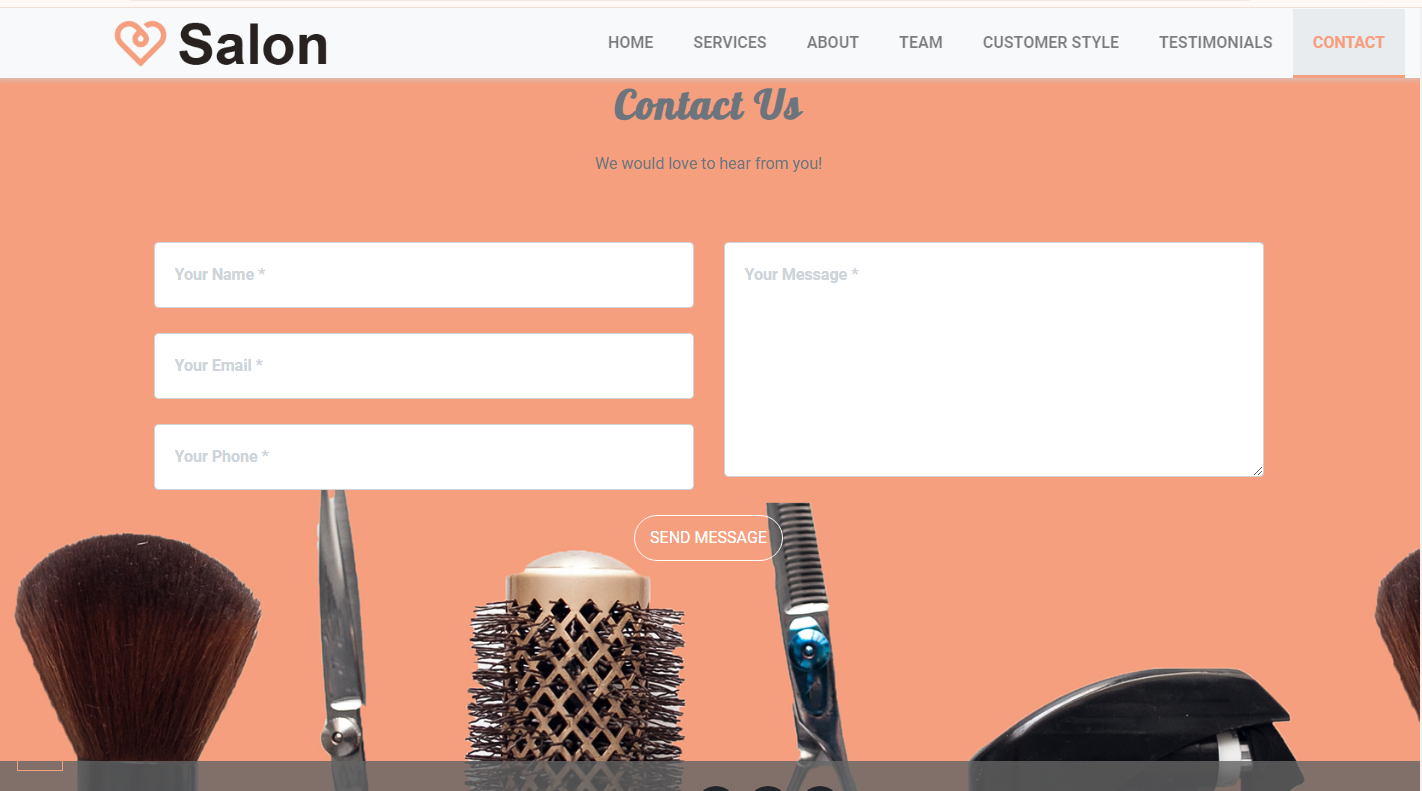 Salon
HOME SERVICES ABOUT TEAM CUSTOMER STYLE TESTIMONIALS CONTACT
Contact Us
We would love to hear from you!
Your Name *
Your Message *
Your Email *
Your Phone *
SEND MESSAGE